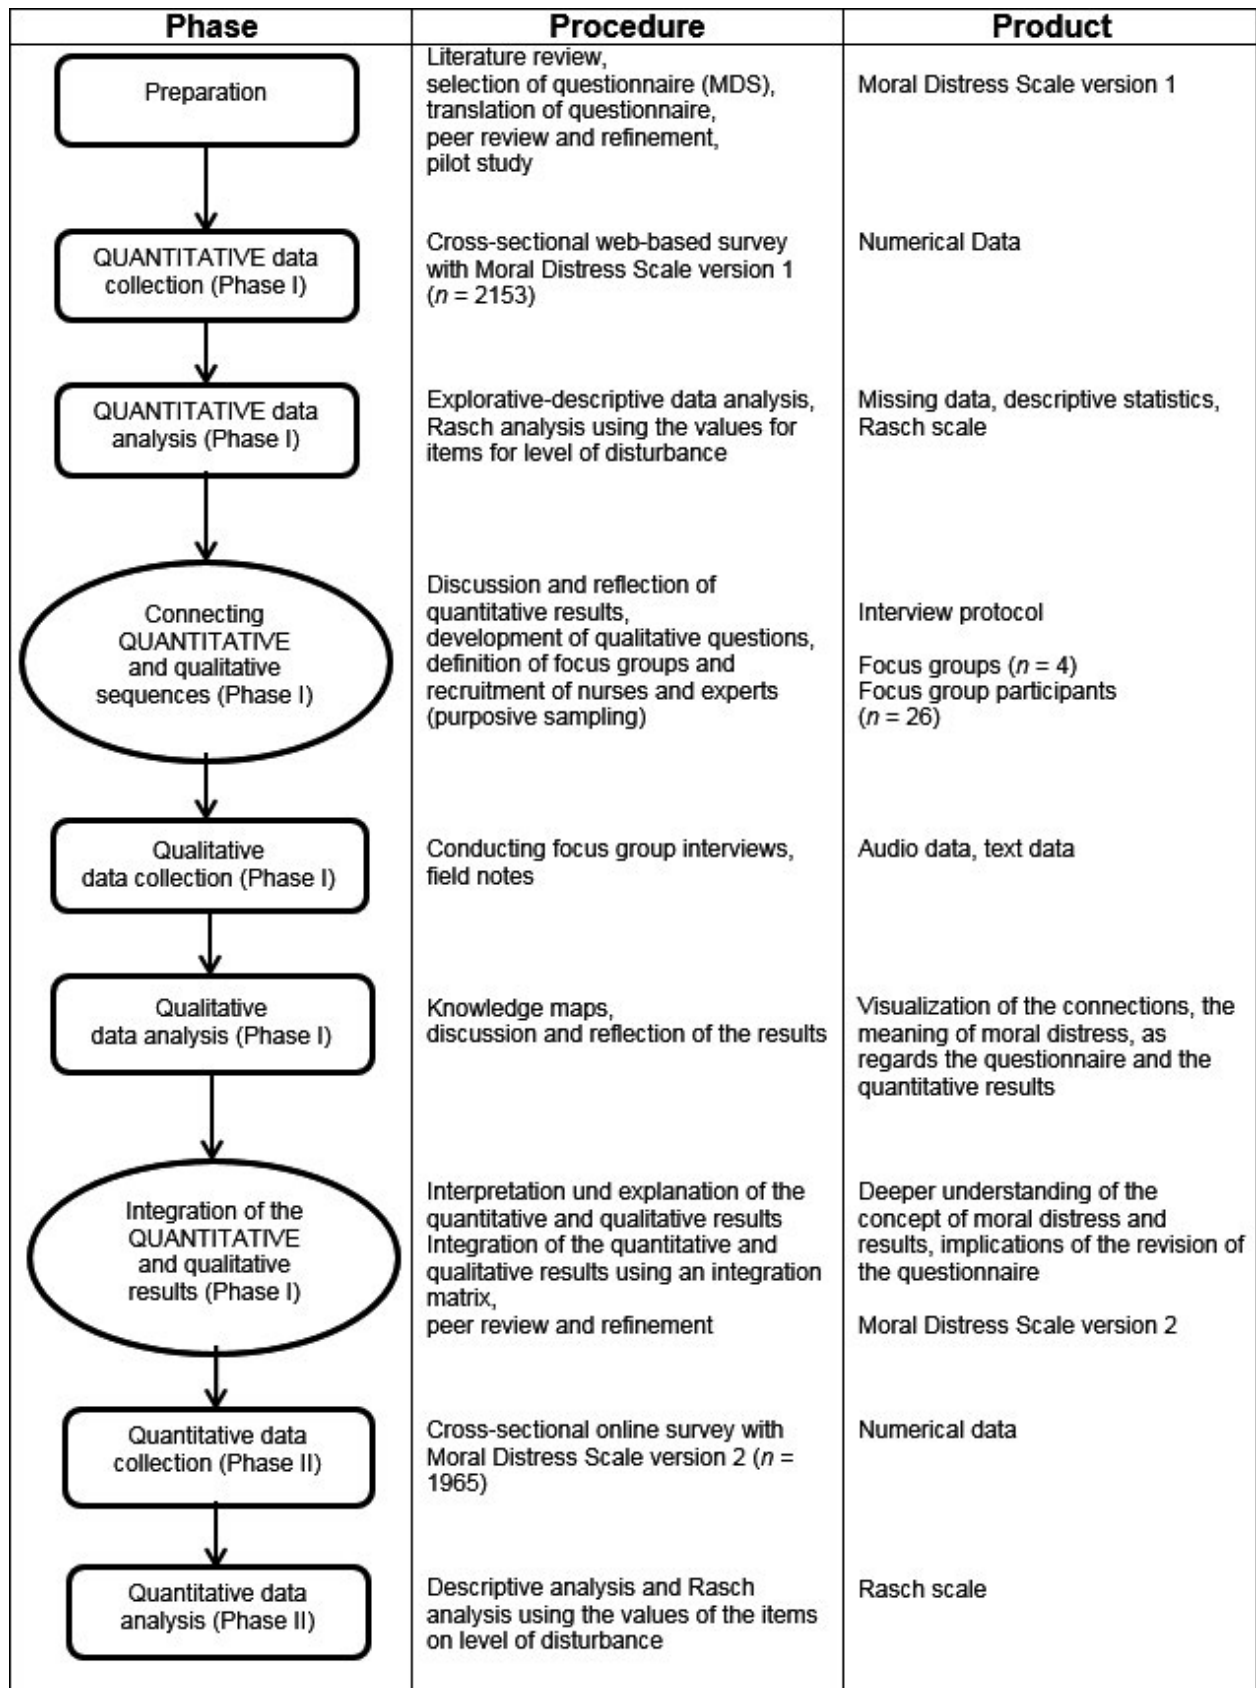 Phase
Procedure
Product
Preparation
Literature review,
selection of questionnaire (MDS),
translation of questionnaire,
peer review and refinement,
pilot study
Moral Distress Scale version 1
QUANTITATIVE data
collection (Phase I)
Cross-sectional web-based survey
with Moral Distress Scale version 1
(n = 2153)
Numerical Data
QUANTITATIVE data
analysis (Phase I)
Explorative-descriptive data analysis,
Rasch analysis using the values for
items for level of disturbance
Missing data, descriptive statistics,
Rasch scale
Connecting
QUANTITATIVE
and qualitative
sequences (Phase I)
Discussion and reflection of
quantitative results,
development of qualitative questions,
definition of focus groups and
recruitment of nurses and experts
(purposive sampling)
Interview protocol
Focus groups (n = 4)
Focus group participants
(n = 26)
Qualitative
data collection (Phase I)
Conducting focus group interviews,
field notes
Audio data, text data
Qualitative
data analysis (Phase I)
Knowledge maps,
discussion and reflection of the results
Visualization of the connections, the
meaning of moral distress, as
regards the questionnaire and the
quantitative results
Integration of the
QUANTITATIVE
and qualitative
results (Phase I)
Interpretation und explanation of the
quantitative and qualitative results
Integration of the quantitative and
qualitative results using an integration
matrix,
peer review and refinement
Deeper understanding of the
concept of moral distress and
results, implications of the revision of
the questionnaire
Moral Distress Scale version 2
Quantitative data
collection (Phase II)
Cross-sectional online survey with
Moral Distress Scale version 2 (n =
1965)
Numerical data
Quantitative data
analysis (Phase II)
Descriptive analysis and Rasch
analysis using the values of the items
on level of disturbance
Rasch scale